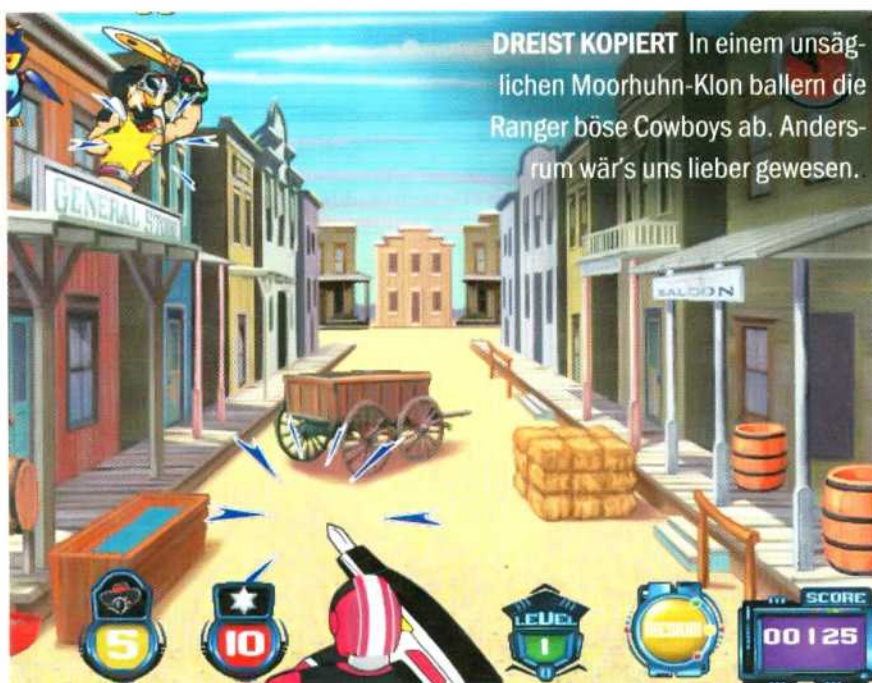 DREIST KOPIERT In einem unsäg-
lichen Moorhuhn-Klon ballern die
Ranger böse Cowboys ab. Anders-
rum wär's uns lieber gewesen.
GENERAL STORE
SALOON
5
10
LEVEL
1
SCORE
00125